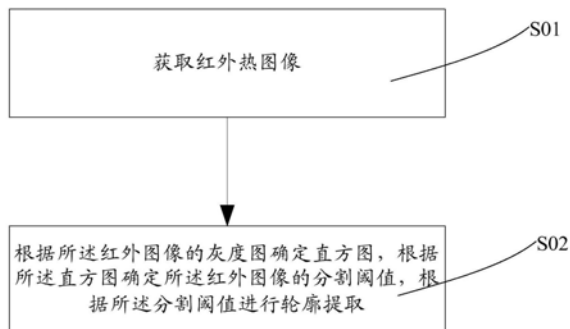 获取红外热图像
S01
根据所述红外图像的灰度图确定直方图，根
所述直方图确定所述红外图像的分割阈值，根
据所述分割阈值进行轮廓提取
S02